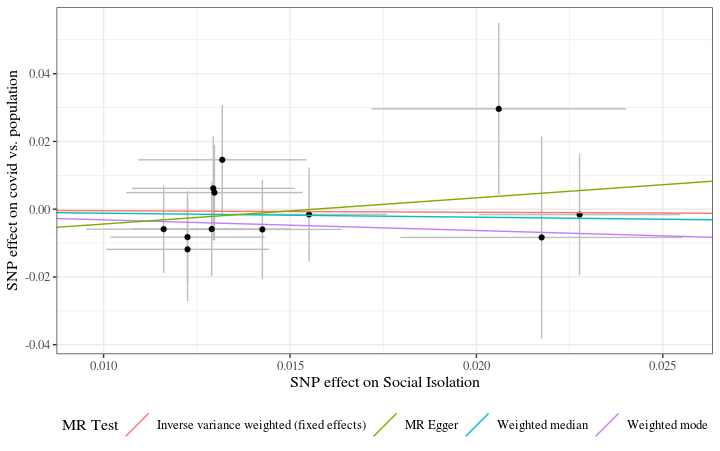 SNP effect on covid vs. population
0.04
0.02
0.00
-0.02
-0.04
0.010 0.015 0.020 0.025
SNP effect on Social Isolation
MR Test Inverse variance weighted (fixed effects) MR Egger Weighted median Weighted mode